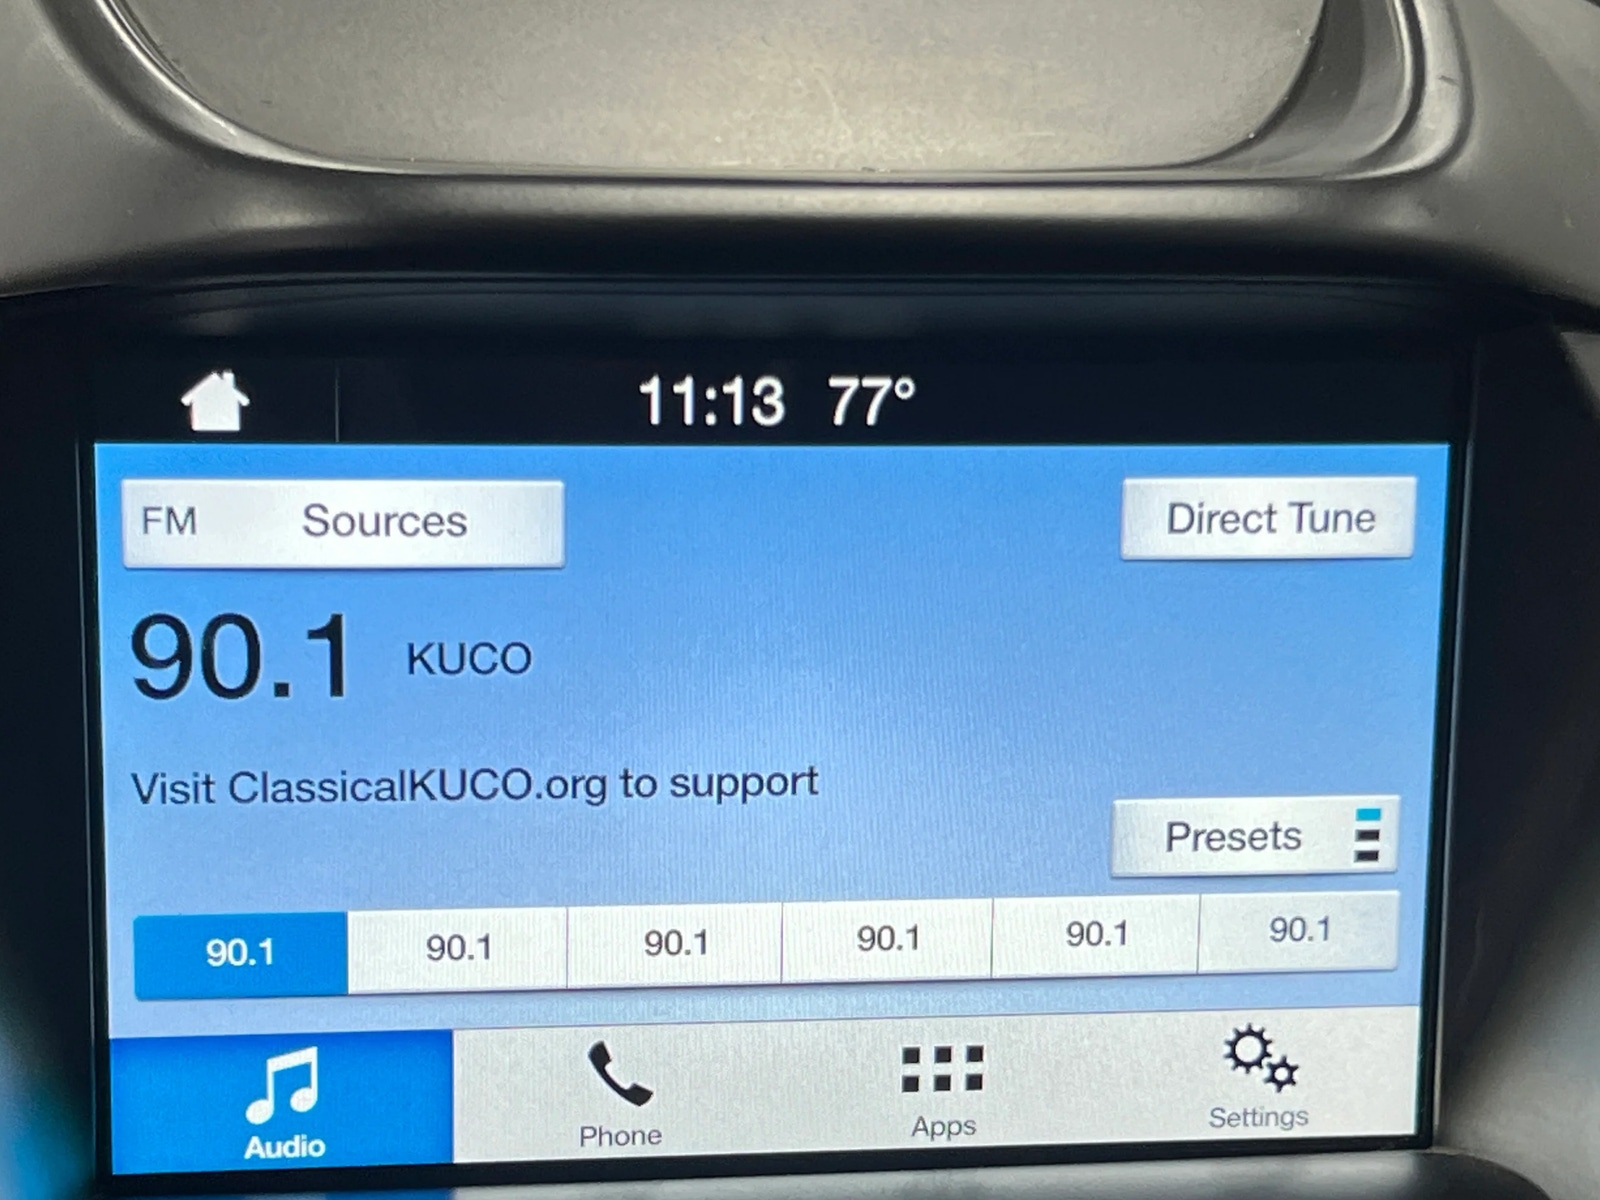 11:13 77°
FM Sources
Direct Tune
90.1 KUCO
Visit ClassicalKUCO.org to support
Presets
90.1 90.1 90.1 90.1 90.1 90.1
Audio Phone Apps Settings